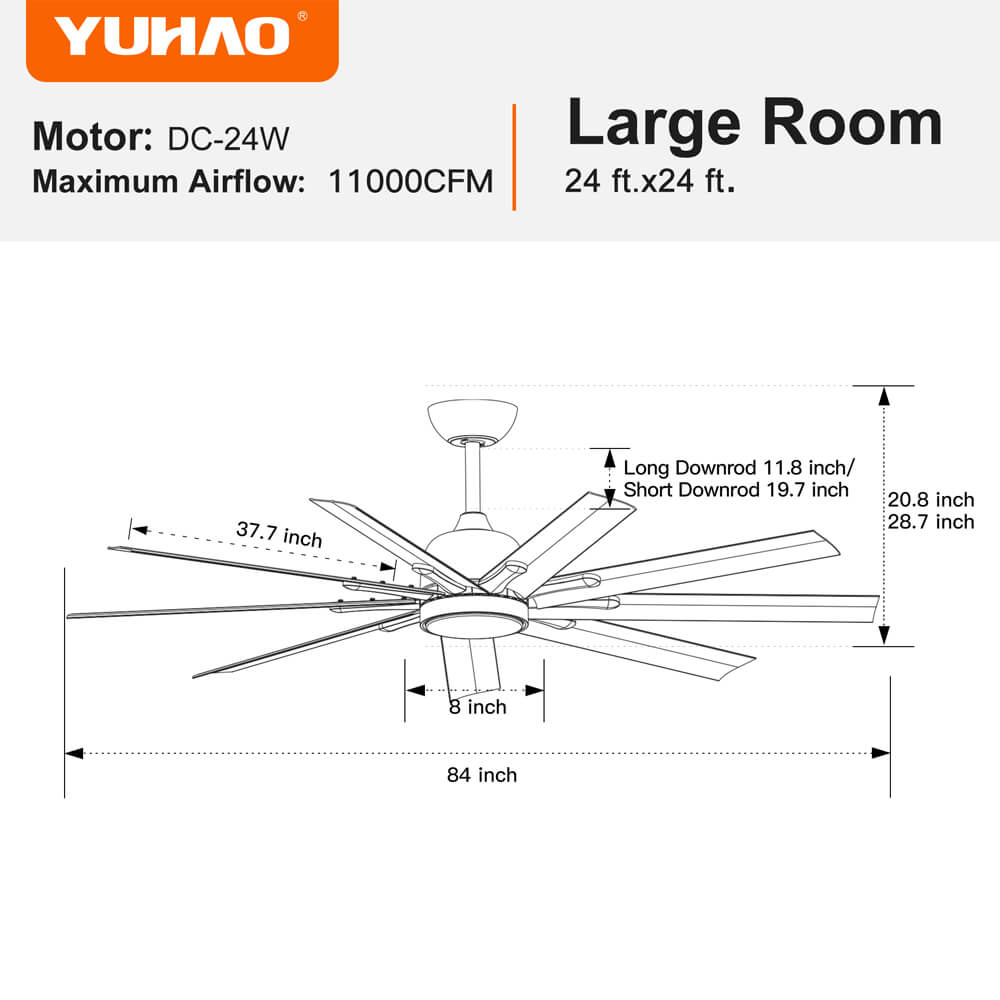 YUHAO®
Motor: DC-24W
Maximum Airflow: 11000CFM
Large Room
24 ft.x24 ft.
Long Downrod 11.8 inch/
Short Downrod 19.7 inch
20.8 inch
28.7 inch
37.7 inch
8 inch
84 inch